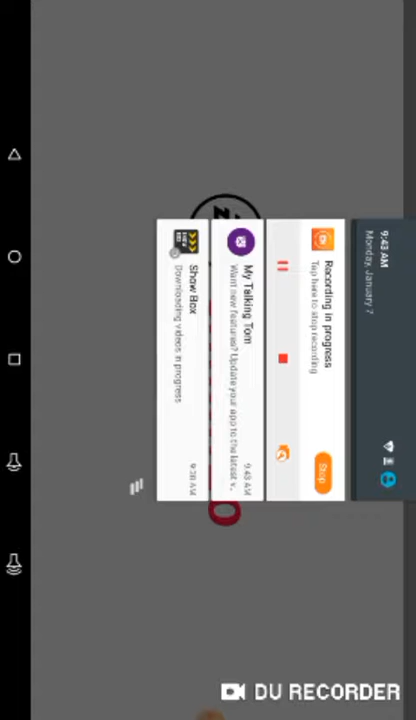 9:43 AM
Monday, January 7
Recording in progress
Tap here to stop recording
Stop
My Talking Tom
9:43 AM
Want new features? Update your app to the latest v..
Show Box
9:38 AM
Downloading videos in progress
DU RECORDER